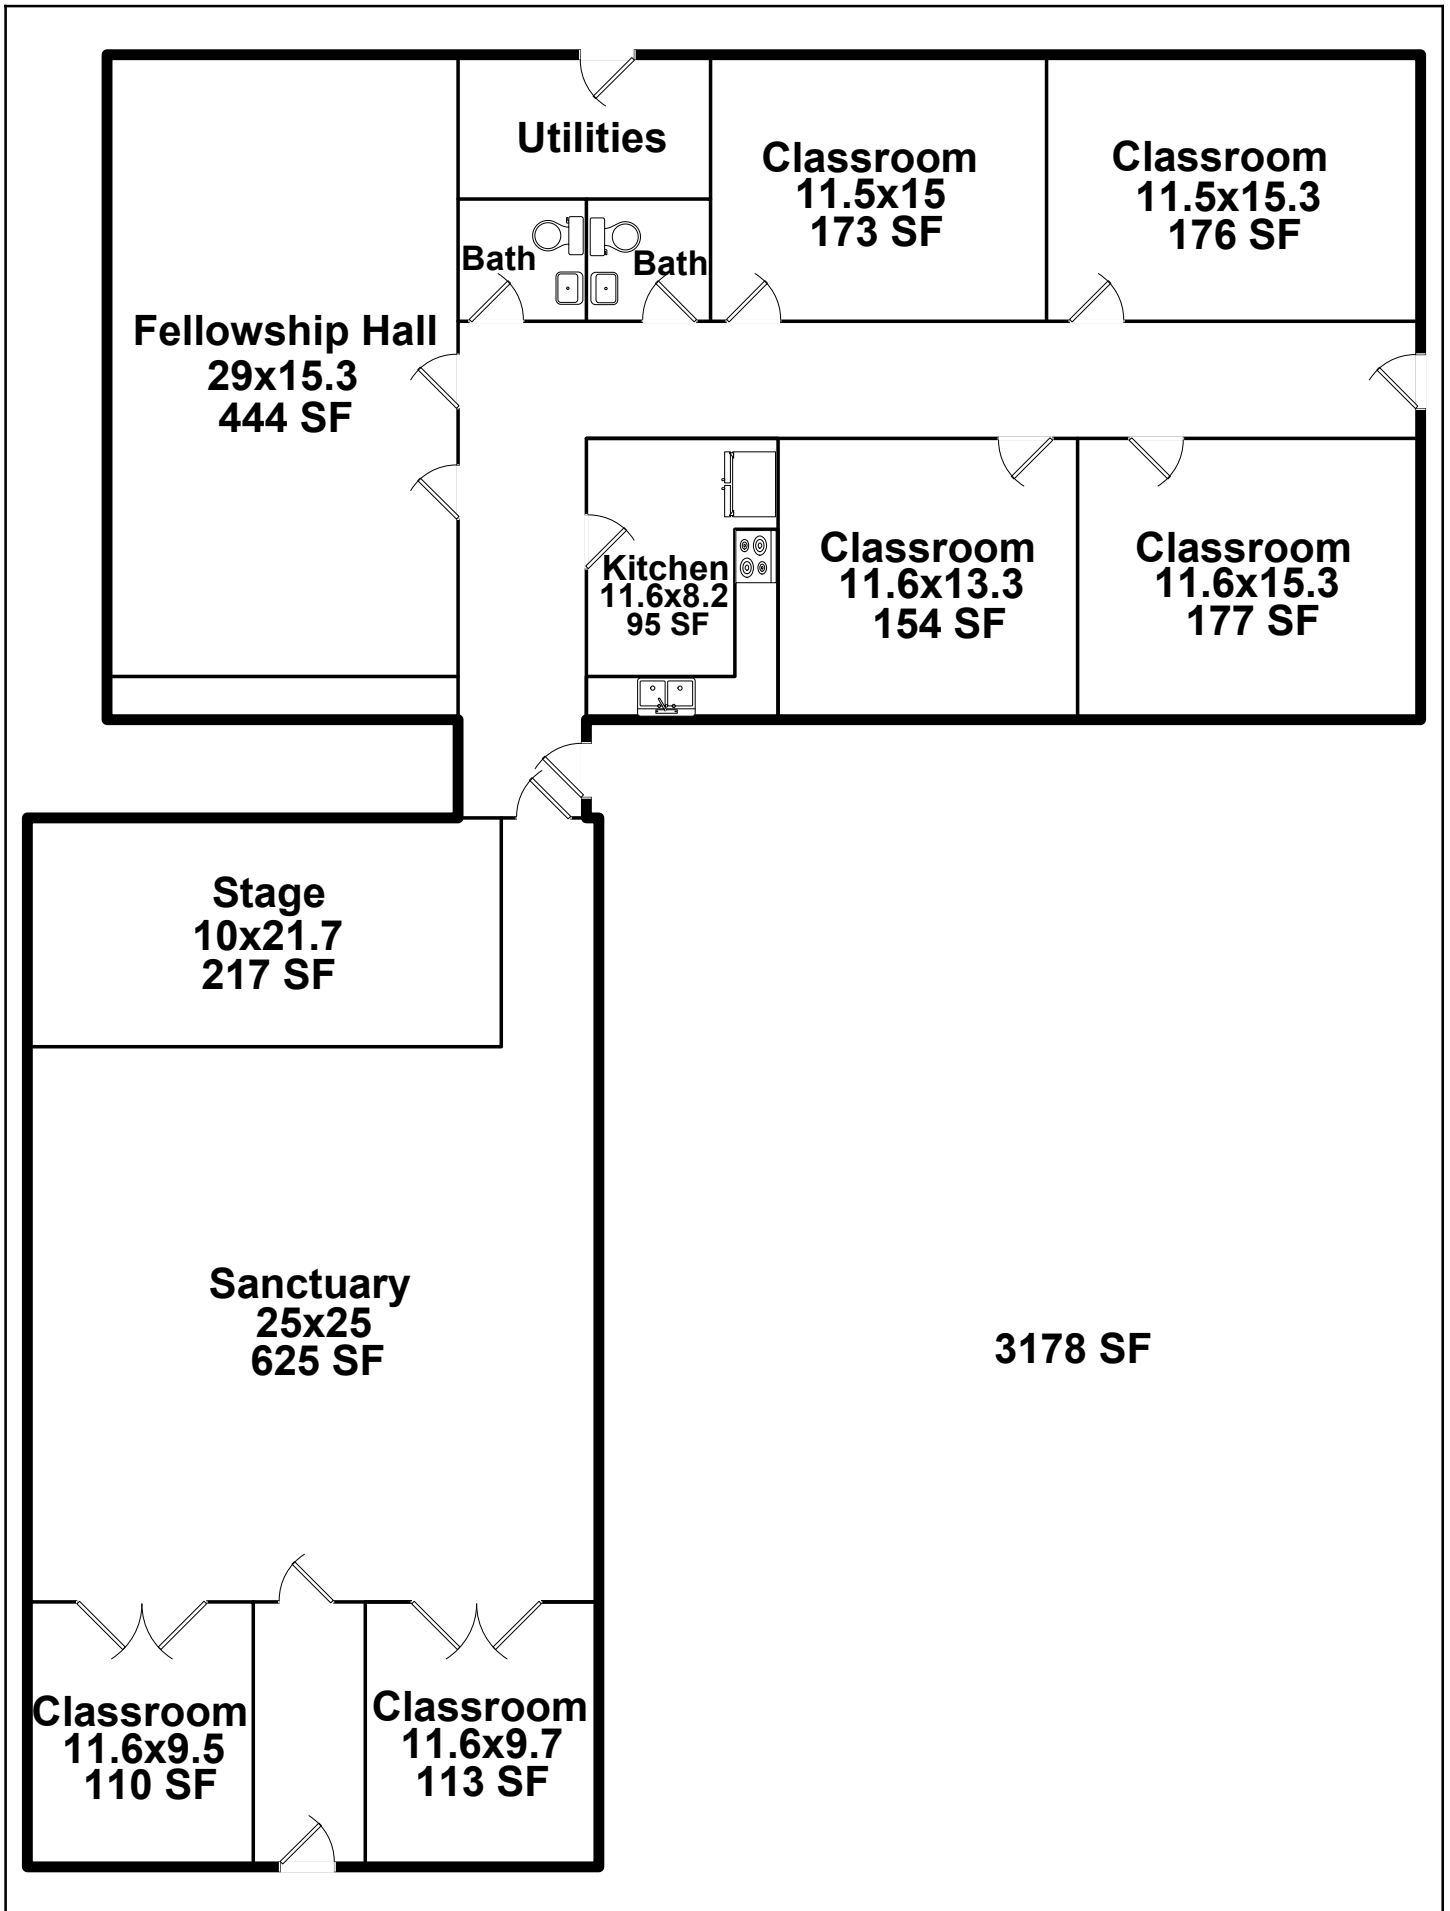 Utilities
Classroom
11.5x15
173 SF
Classroom
11.5x15.3
176 SF
Bath
Bath
Fellowship Hall
29x15.3
444 SF
Kitchen
11.6x8.2
95 SF
Classroom
11.6x13.3
154 SF
Classroom
11.6x15.3
177 SF
Stage
10x21.7
217 SF
Sanctuary
25x25
625 SF
3178 SF
Classroom
11.6x9.5
110 SF
Classroom
11.6x9.7
113 SF